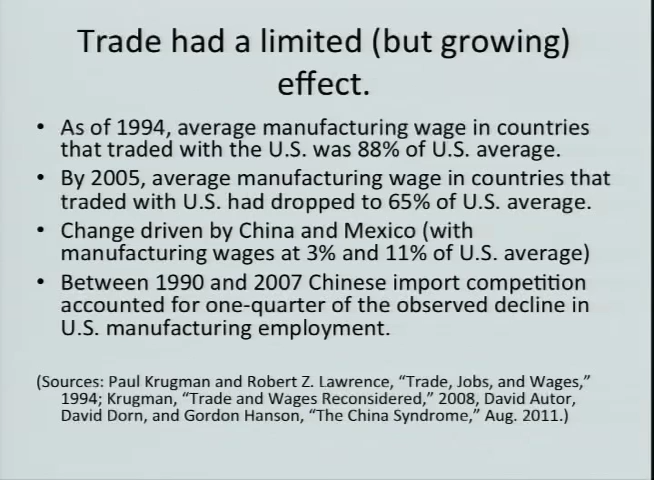 Trade had a limited (but growing)
effect.
• As of 1994, average manufacturing wage in countries
that traded with the U.S. was 88% of U.S. average.
• By 2005, average manufacturing wage in countries that
traded with U.S. had dropped to 65% of U.S. average.
• Change driven by China and Mexico (with
manufacturing wages at 3% and 11% of U.S. average)
• Between 1990 and 2007 Chinese import competition
accounted for one-quarter of the observed decline in
U.S. manufacturing employment.
(Sources: Paul Krugman and Robert Z. Lawrence, “Trade, Jobs, and Wages,”
1994; Krugman, “Trade and Wages Reconsidered,” 2008, David Autor,
David Dorn, and Gordon Hanson, “The China Syndrome,” Aug. 2011.)